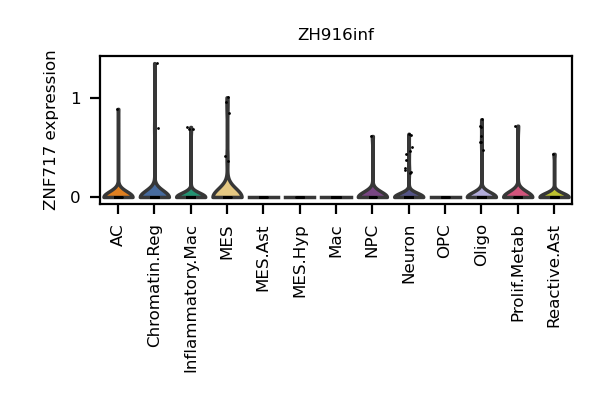 ZH916inf
ZNF717 expression
1
0
AC
Chromatin.Reg
Inflammatory.Mac
MES
MES.Ast
MES.Hyp
Mac
NPC
Neuron
OPC
Oligo
Prolif.Metab
Reactive.Ast